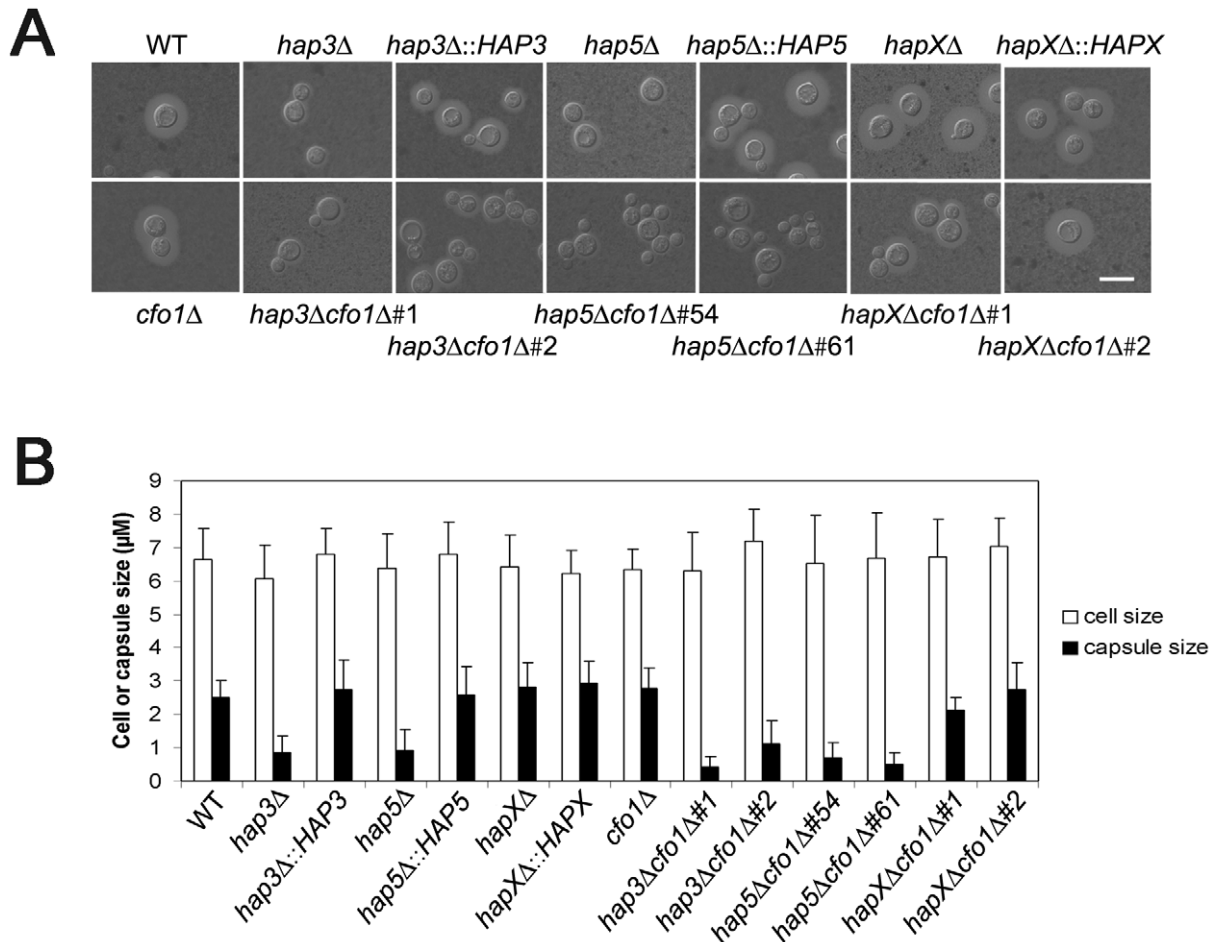 A
WT hap3Δ hap3Δ::HAP3 hap5Δ hap5Δ::HAP5 hapXΔ hapXΔ::HAPX
cfo1Δ hap3Δcfo1Δ#1 hap5Δcfo1Δ#54 hapXΔcfo1Δ#1
hap3Δcfo1Δ#2 hap5Δcfo1Δ#61 hapXΔcfo1Δ#2
B
Cell or capsule size (µM)
9
8
7
6
5
4
3
2
1
0
cell size
capsule size
WT
hap3Δ
hap3Δ::HAP3
hap5Δ
hap5Δ::HAP5
hapXΔ
hapXΔ::HAPX
cfo1Δ
hap3Δcfo1Δ#1
hap3Δcfo1Δ#2
hap5Δcfo1Δ#54
hap5Δcfo1Δ#61
hapXΔcfo1Δ#1
hapXΔcfo1Δ#2